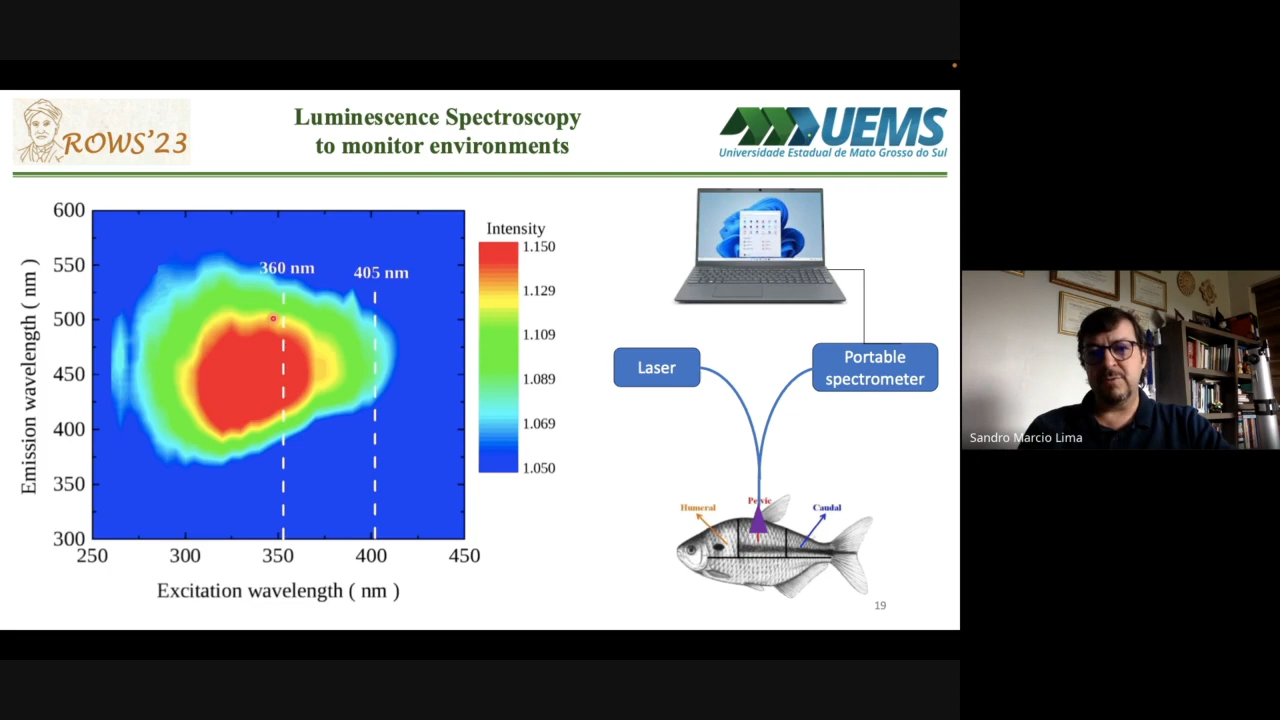 ROWS'23
Luminescence Spectroscopy
to monitor environments
UEMS
Universidade Estadual de Mato Grosso do Sul
600
550
500
450
400
350
300
250
300
350
400
450
Emission wavelength ( nm )
Excitation wavelength ( nm )
360 nm
405 nm
Intensity
1.150
1.129
1.109
1.089
1.069
1.050
Laser
Portable
spectrometer
Humeral
Pelvic
Caudal
19
Sandro Marcio Lima